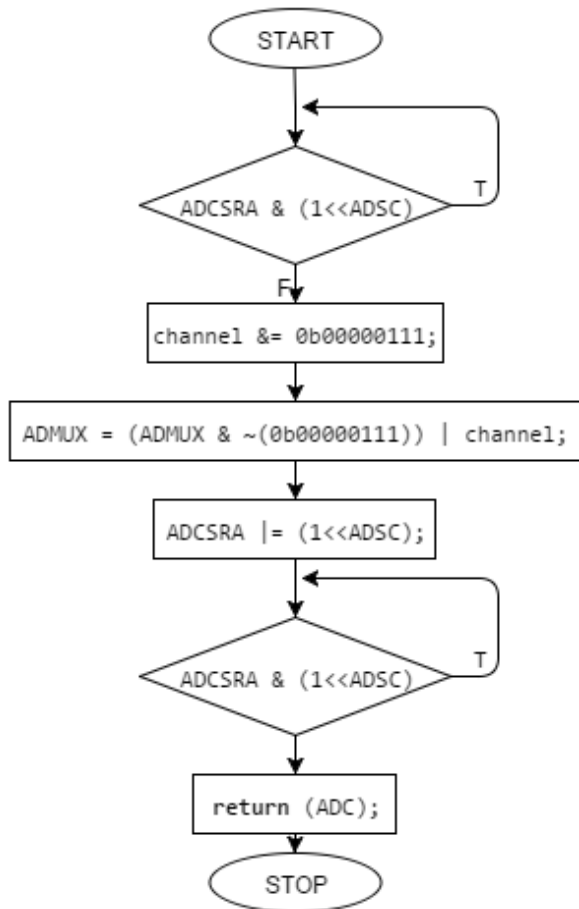 START
T
ADCSRA & (1<<ADSC)
F
channel &= 0b00000111;
ADMUX = (ADMUX & ~(0b00000111)) | channel;
ADCSRA |= (1<<ADSC);
T
ADCSRA & (1<<ADSC)
return (ADC);
STOP